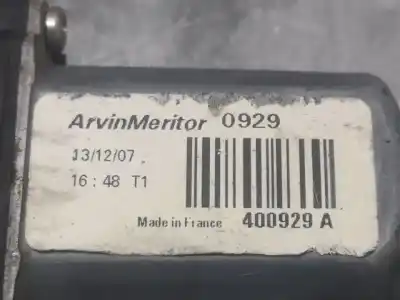 ArvinMeritor 0929
13/12/07
16:48 T1
Made in France 400929 A